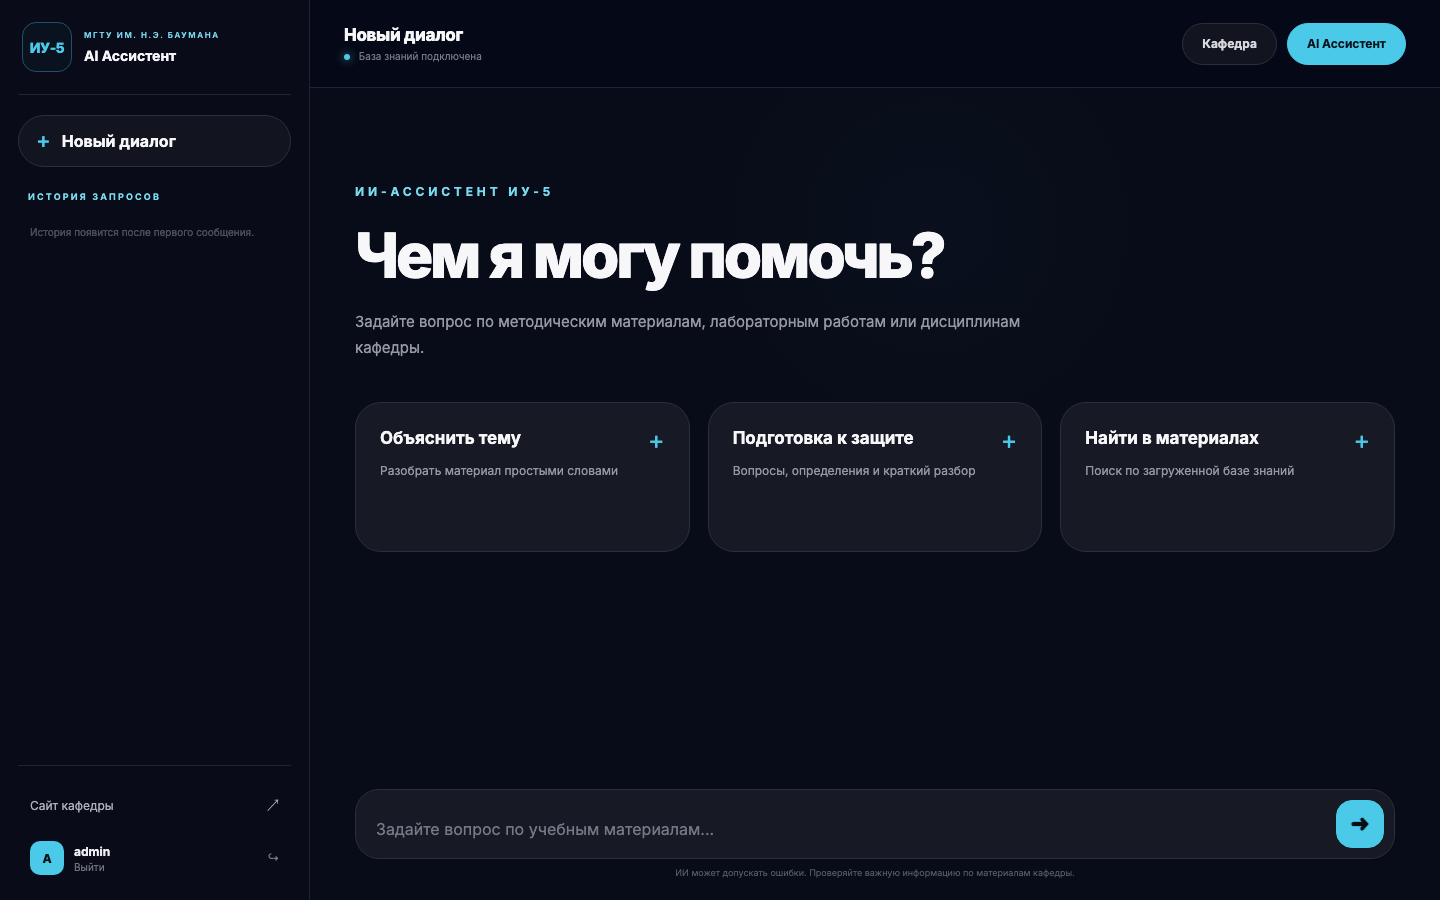 ИУ-5
МГТУ ИМ. Н.Э. БАУМАНА
AI Ассистент
+ Новый диалог
ИСТОРИЯ ЗАПРОСОВ
История появится после первого сообщения.
Сайт кафедры
A
admin
Выйти
Новый диалог
База знаний подключена
Кафедра
AI Ассистент
ИИ-АССИСТЕНТ ИУ-5
Чем я могу помочь?
Задайте вопрос по методическим материалам, лабораторным работам или дисциплинам
кафедры.
Объяснить тему +
Разобрать материал простыми словами
Подготовка к защите +
Вопросы, определения и краткий разбор
Найти в материалах +
Поиск по загруженной базе знаний
Задайте вопрос по учебным материалам...
ИИ может допускать ошибки. Проверяйте важную информацию по материалам кафедры.